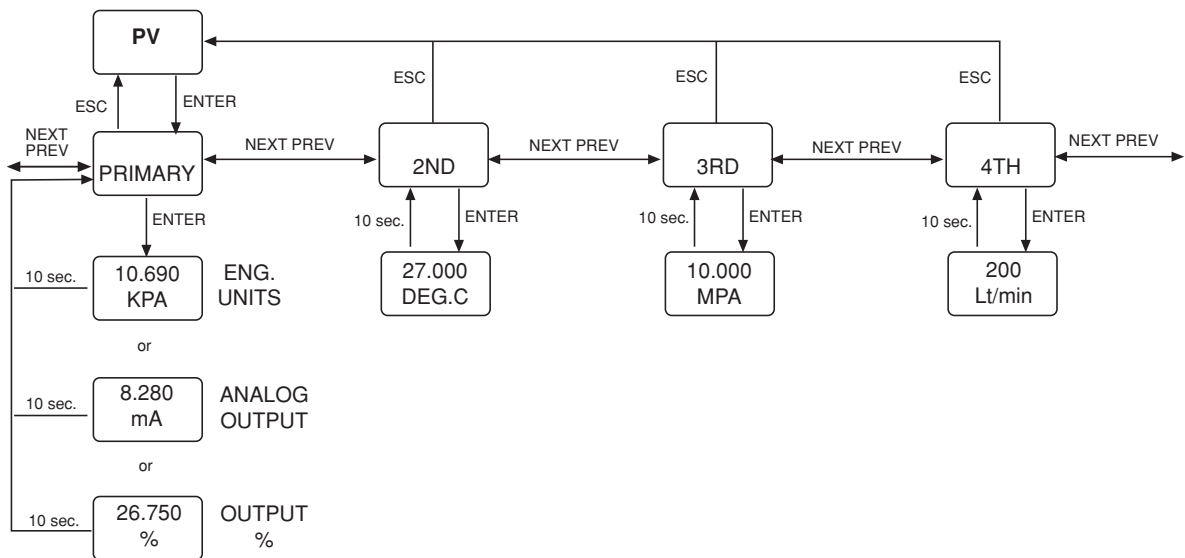 PV
ESC
ESC
ESC
ESC
ENTER
NEXT
PREV
PRIMARY
NEXT PREV
2ND
NEXT PREV
3RD
NEXT PREV
4TH
NEXT PREV
ENTER
10 sec.
ENTER
10 sec.
ENTER
10 sec.
ENTER
10 sec.
10.690
KPA
ENG.
UNITS
27.000
DEG.C
10.000
MPA
200
Lt/min
or
10 sec.
8.280
mA
ANALOG
OUTPUT
or
10 sec.
26.750
%
OUTPUT
%